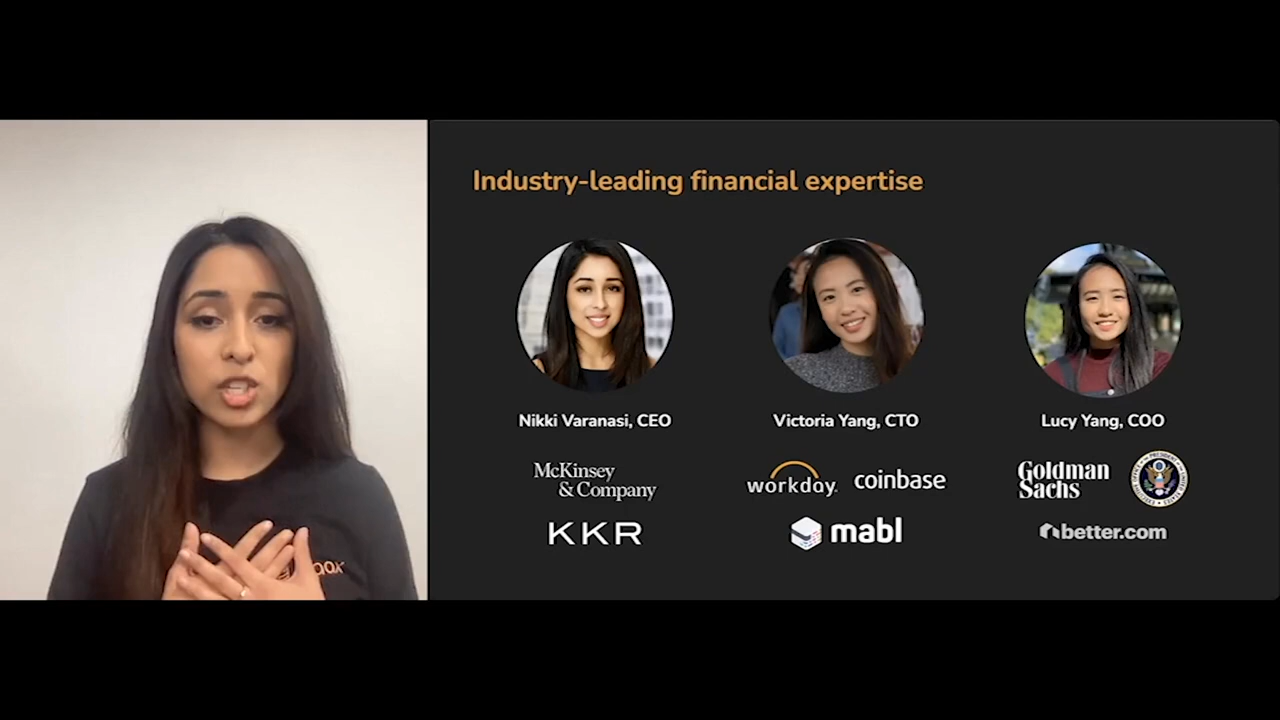 Industry-leading financial expertise
Nikki Varanasi, CEO
Victoria Yang, CTO
Lucy Yang, COO
McKinsey
& Company
KKR
workday.
coinbase
mabl
Goldman
Sachs
better.com